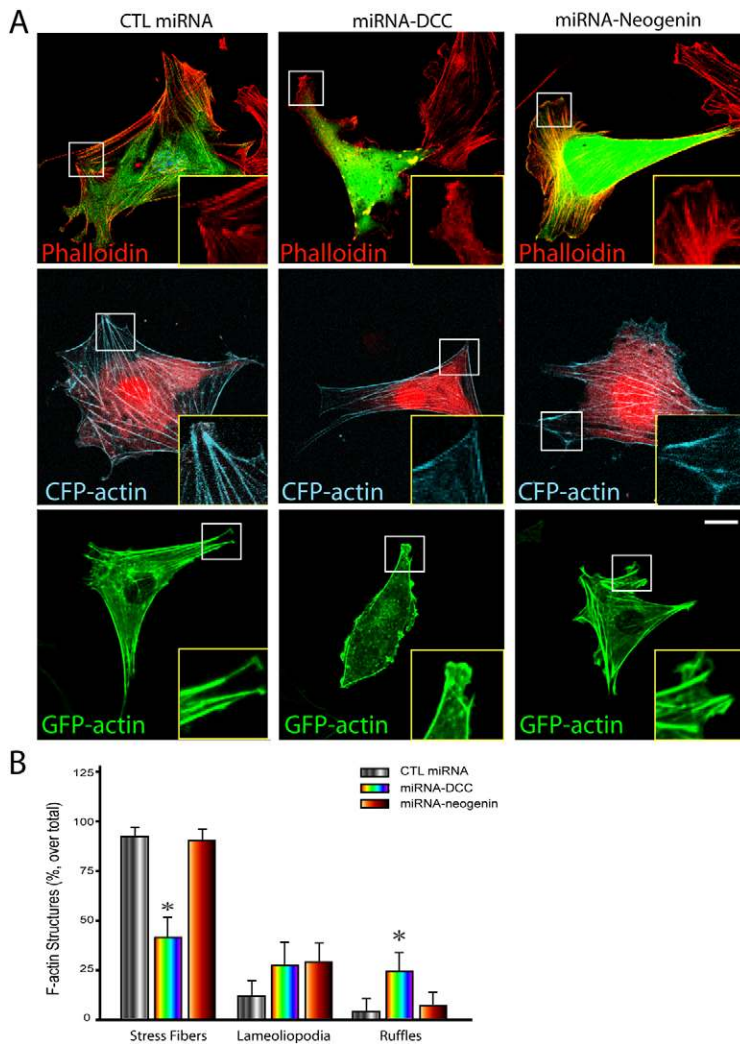 A
CTL miRNA
miRNA-DCC
miRNA-Neogenin
Phalloidin
Phalloidin
Phalloidin
CFP-actin
CFP-actin
CFP-actin
GFP-actin
GFP-actin
GFP-actin
B
CTL miRNA
miRNA-DCC
miRNA-neogenin
F-actin Structures (%, over total)
125
100
75
50
25
0
*
*
Stress Fibers
Lameoliopodia
Ruffles